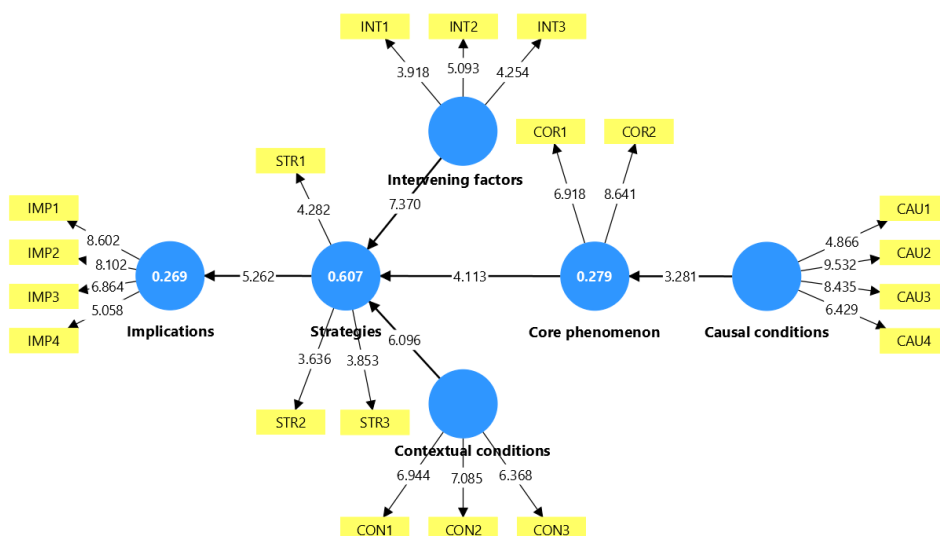 INT1
INT2
INT3
3.918
5.093
4.254
COR1
COR2
STR1
Intervening factors
6.918
8.641
4.282
7.370
IMP1
IMP2
IMP3
IMP4
8.602
8.102
6.864
5.058
0.269
5.262
0.607
4.113
0.279
3.281
4.866
9.532
8.435
6.429
CAU1
CAU2
CAU3
CAU4
Implications
Strategies
Core phenomenon
Causal conditions
6.096
3.636
3.853
STR2
STR3
Contextual conditions
6.944
7.085
6.368
CON1
CON2
CON3